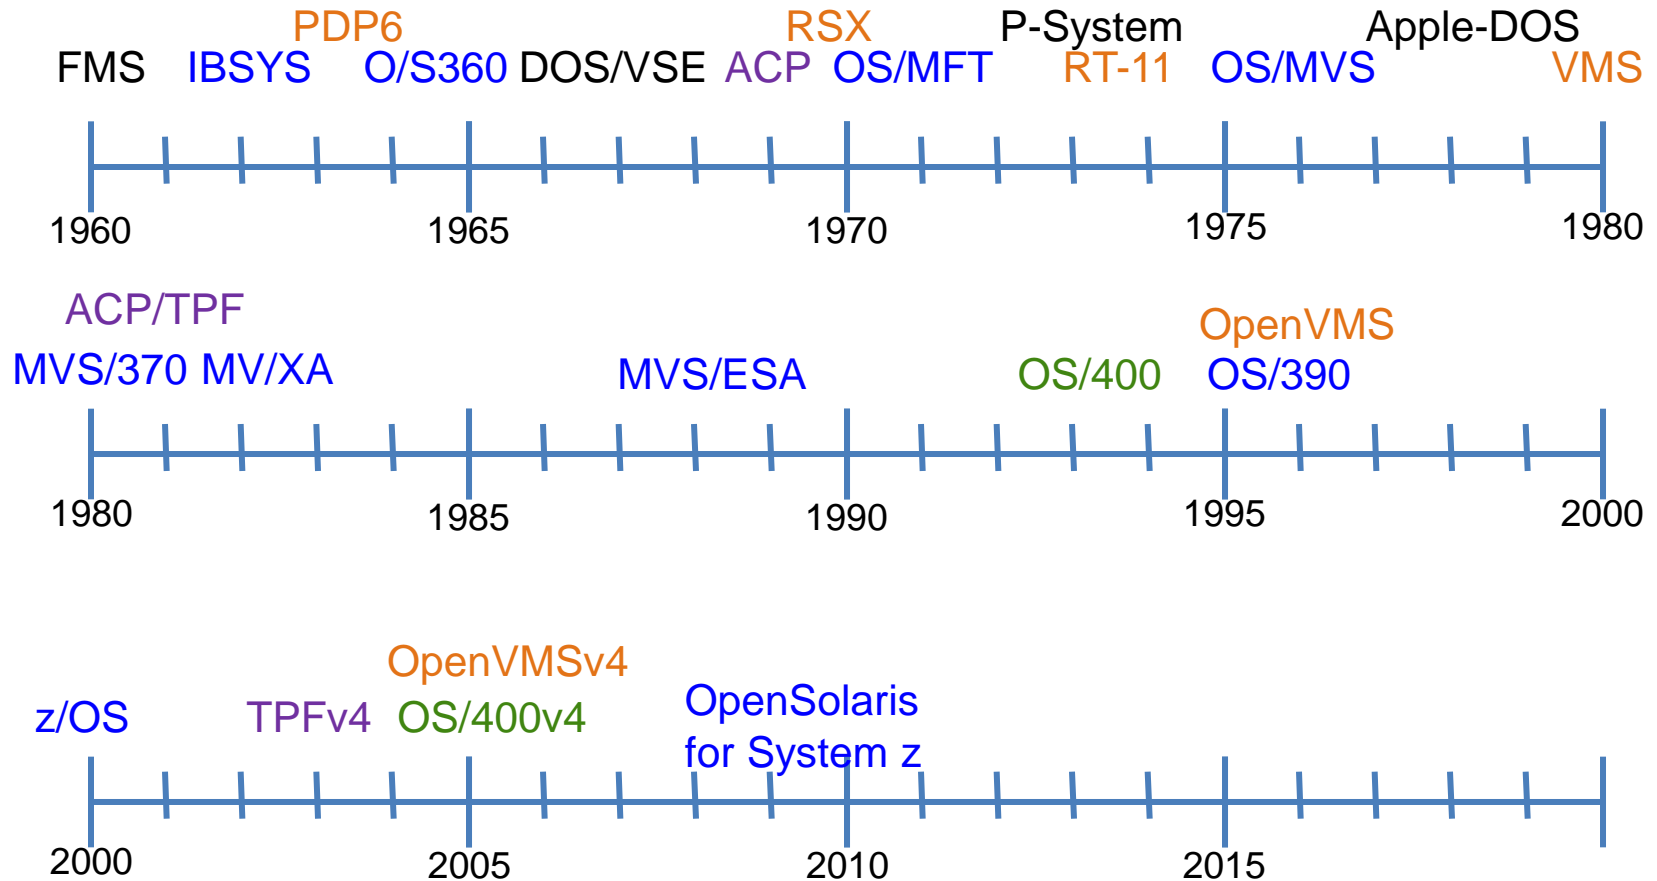 PDP6 RSX P-System Apple-DOS
FMS IBSYS O/S360 DOS/VSE ACP OS/MFT RT-11 OS/MVS VMS
1960 1965 1970 1975 1980
ACP/TPF OpenVMS
MVS/370 MV/XA MVS/ESA OS/400 OS/390
1980 1985 1990 1995 2000
OpenVMSv4
z/OS TPFv4 OS/400v4 OpenSolaris
for System z
2000 2005 2010 2015